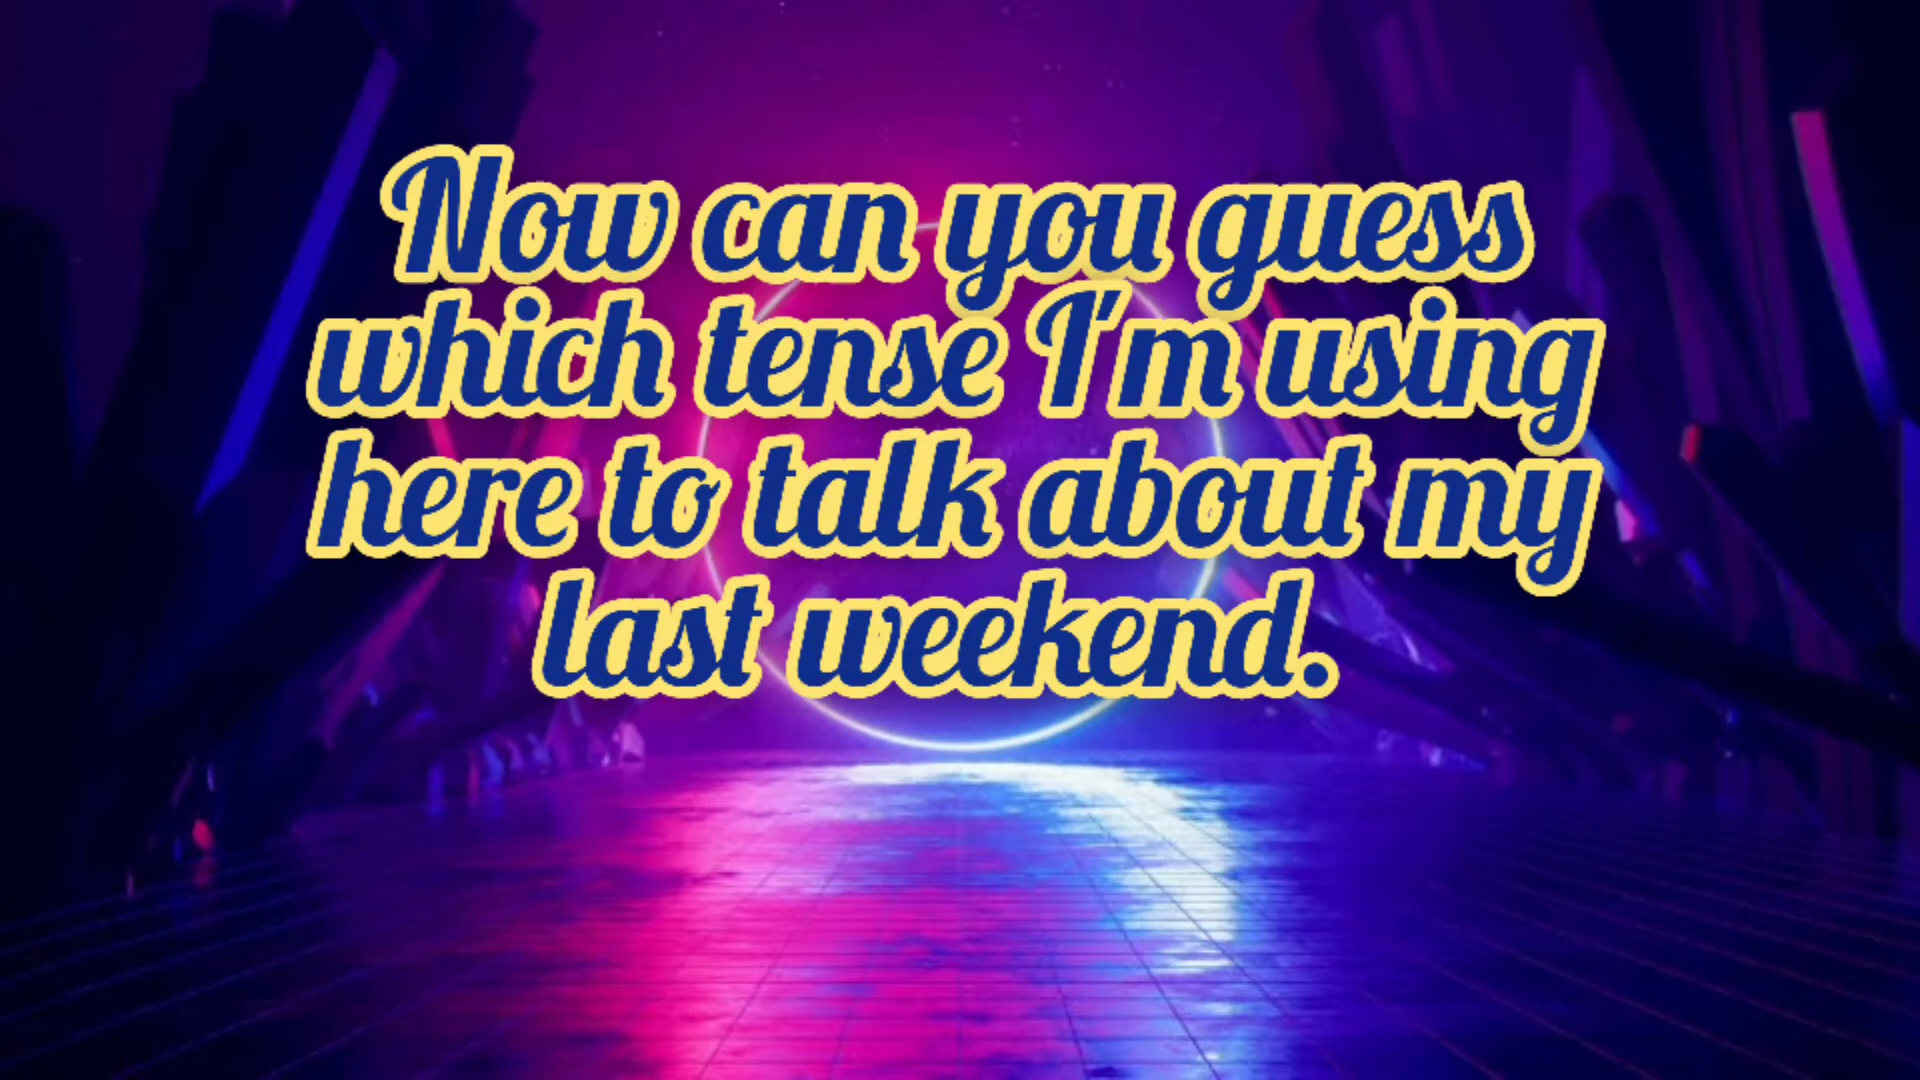 Now can you guess
which tense I'm using
here to talk about my
last weekend.